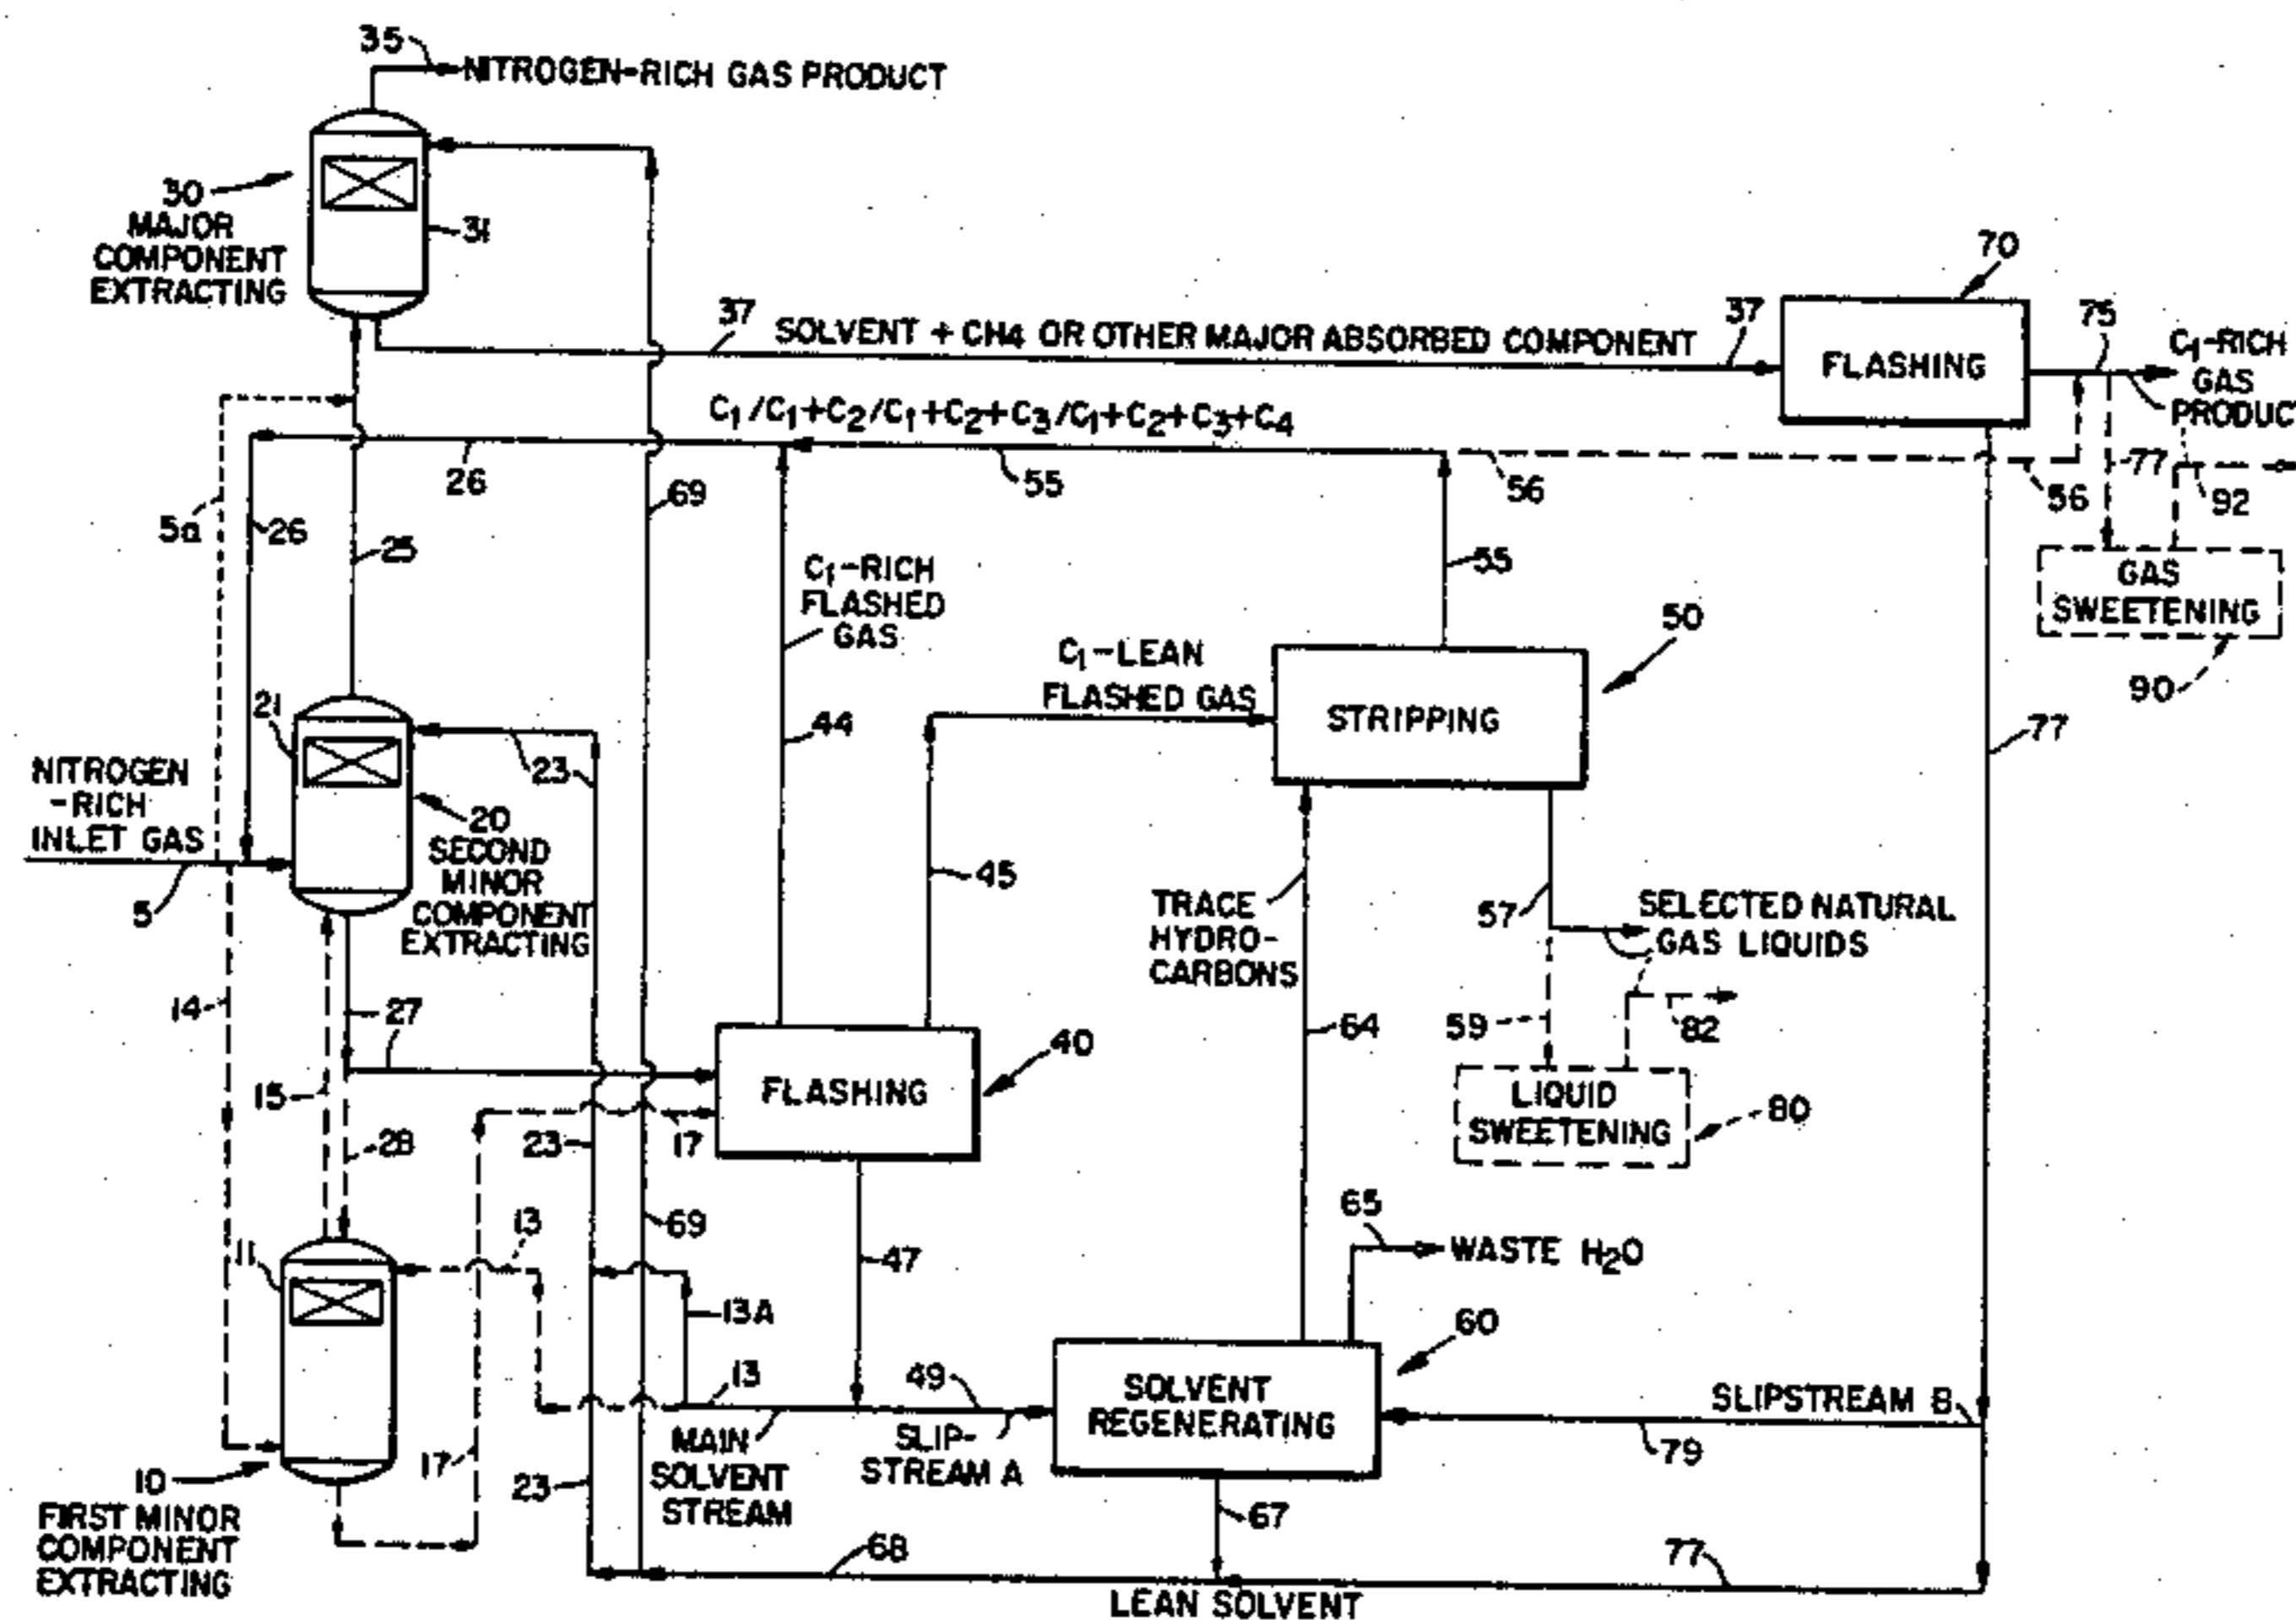 35
NITROGEN-RICH GAS PRODUCT
30
MAJOR
COMPONENT
EXTRACTING
31
70
37
SOLVENT + CH4 OR OTHER MAJOR ABSORBED COMPONENT
37
FLASHING
75
C1-RICH
GAS
PRODUCT
C1/C1+C2/C1+C2+C3/C1+C2+C3+C4
26
55
56
56
77
92
5a
26
25
69
C1-RICH
FLASHED
GAS
55
GAS
SWEETENING
90
50
C1-LEAN
FLASHED GAS
STRIPPING
44
77
21
23
NITROGEN
-RICH
INLET GAS
5
20
SECOND
MINOR
COMPONENT
EXTRACTING
45
TRACE
HYDRO-
CARBONS
57
SELECTED NATURAL
GAS LIQUIDS
14
27
64
59
82
40
FLASHING
15
28
17
23
LIQUID
SWEETENING
80
13
69
47
65
WASTE H2O
11
13A
60
13
49
SOLVENT
REGENERATING
SLIPSTREAM B
79
MAIN
SOLVENT
STREAM
SLIP-
STREAM A
17
23
10
FIRST MINOR
COMPONENT
EXTRACTING
67
68
77
LEAN SOLVENT